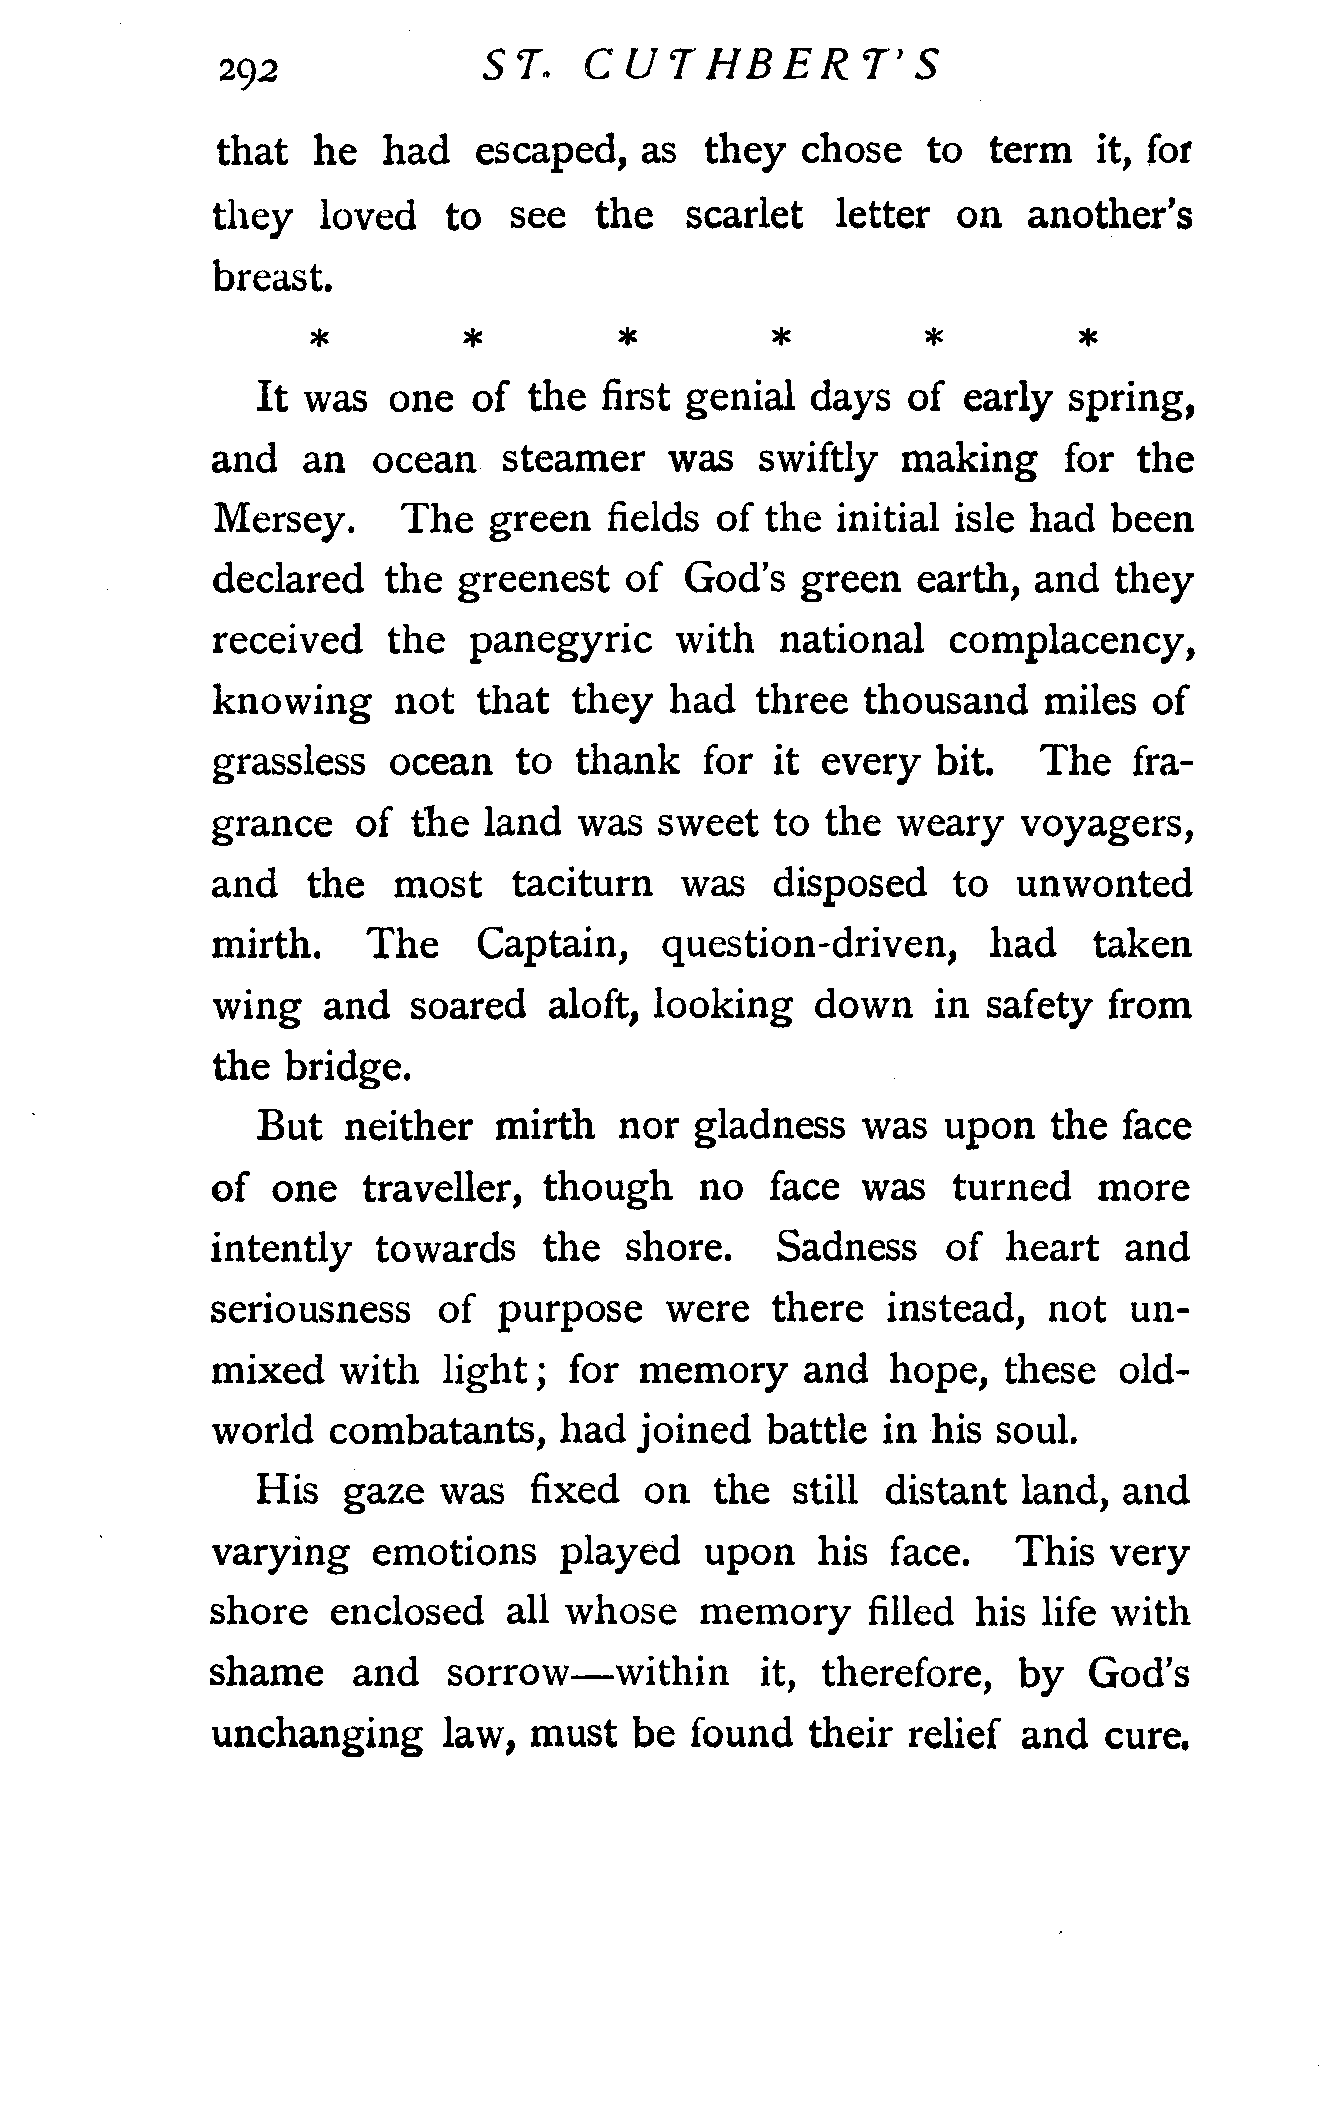 292 ST. CUTHBERT'S
that he had escaped, as they chose to term it, for
they loved to see the scarlet letter on another's
breast.
* * * * * *
It was one of the first genial days of early spring,
and an ocean steamer was swiftly making for the
Mersey. The green fields of the initial isle had been
declared the greenest of God's green earth, and they
received the panegyric with national complacency,
knowing not that they had three thousand miles of
grassless ocean to thank for it every bit. The fra-
grance of the land was sweet to the weary voyagers,
and the most taciturn was disposed to unwonted
mirth. The Captain, question-driven, had taken
wing and soared aloft, looking down in safety from
the bridge.
But neither mirth nor gladness was upon the face
of one traveller, though no face was turned more
intently towards the shore. Sadness of heart and
seriousness of purpose were there instead, not un-
mixed with light; for memory and hope, these old-
world combatants, had joined battle in his soul.
His gaze was fixed on the still distant land, and
varying emotions played upon his face. This very
shore enclosed all whose memory filled his life with
shame and sorrow—within it, therefore, by God's
unchanging law, must be found their relief and cure.